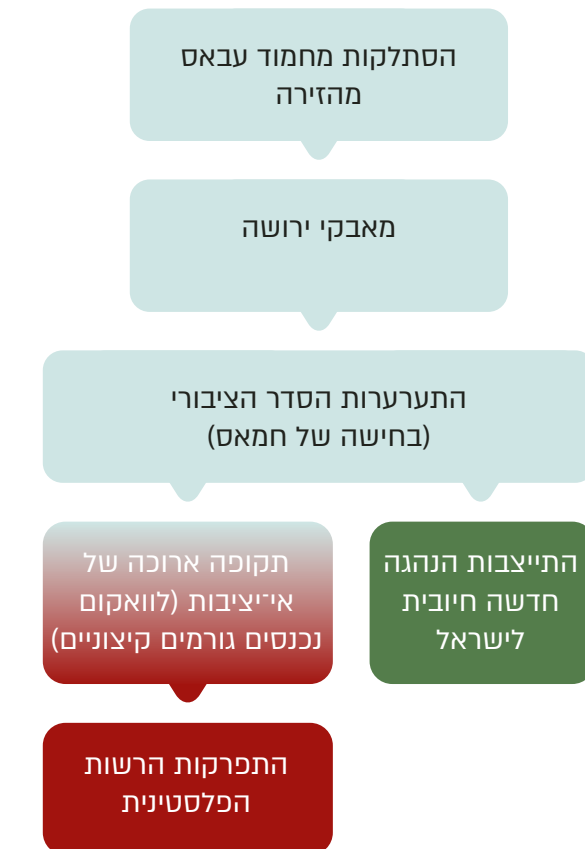 הסתלקות מחמוד עבאס
מהזירה
מאבקי ירושה
התערערות הסדר הציבורי
(בחישה של חמאס)
התייצבות הנהגה
חדשה חיובית
לישראל
תקופה ארוכה של
אי־יציבות (לוואקום
נכנסים גורמים קיצוניים)
התפרקות הרשות
הפלסטינית